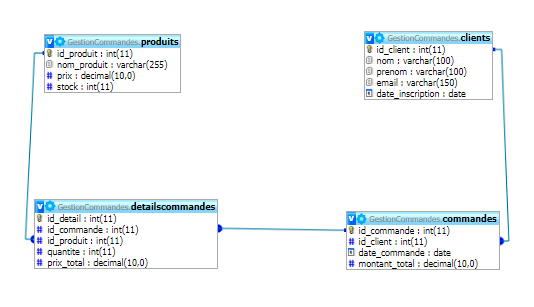 GestionCommandes.produits
id_produit : int(11)
nom_produit : varchar(255)
prix : decimal(10,0)
stock : int(11)
GestionCommandes.clients
id_client : int(11)
nom : varchar(100)
prenom : varchar(100)
email : varchar(150)
date_inscription : date
GestionCommandes.detailscommandes
id_detail : int(11)
id_commande : int(11)
id_produit : int(11)
quantite : int(11)
prix_total : decimal(10,0)
GestionCommandes.commandes
id_commande : int(11)
id_client : int(11)
date_commande : date
montant_total : decimal(10,0)